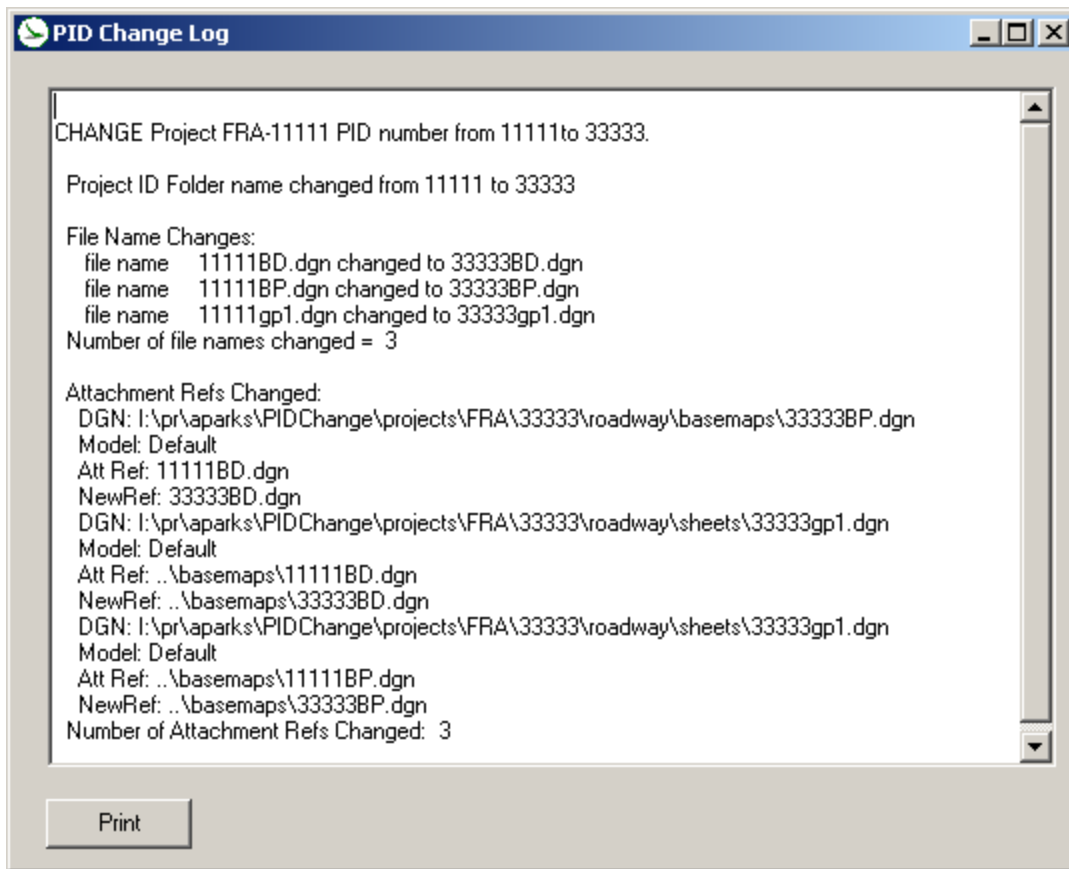 PID Change Log
CHANGE Project FRA-11111 PID number from 11111to 33333.
Project ID Folder name changed from 11111 to 33333
File Name Changes:
file name 11111BD.dgn changed to 33333BD.dgn
file name 11111BP.dgn changed to 33333BP.dgn
file name 11111gp1.dgn changed to 33333gp1.dgn
Number of file names changed = 3
Attachment Refs Changed:
DGN: I:\pr\aparks\PIDChange\projects\FRA\33333\roadway\basemaps\33333BP.dgn
Model: Default
Att Ref: 11111BD.dgn
NewRef: 33333BD.dgn
DGN: I:\pr\aparks\PIDChange\projects\FRA\33333\roadway\sheets\33333gp1.dgn
Model: Default
Att Ref: ..\basemaps\11111BD.dgn
NewRef: ..\basemaps\33333BD.dgn
DGN: I:\pr\aparks\PIDChange\projects\FRA\33333\roadway\sheets\33333gp1.dgn
Model: Default
Att Ref: ..\basemaps\11111BP.dgn
NewRef: ..\basemaps\33333BP.dgn
Number of Attachment Refs Changed: 3
Print